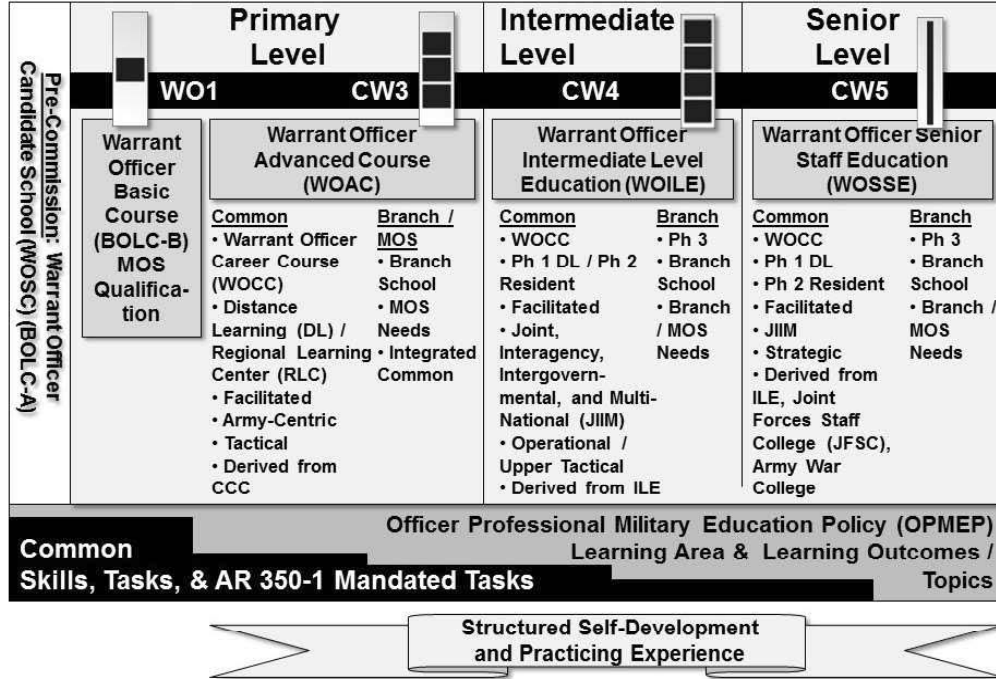 Pre-Commission: Warrant Officer
Candidate School (WOSC) (BOLC-A)
Primary
Level
Intermediate
Level
Senior
Level
WO1
CW3
CW4
CW5
Warrant
Officer
Basic
Course
(BOLC-B)
MOS
Qualifica-
tion
Warrant Officer
Advanced Course
(WOAC)
Common
• Warrant Officer
Career Course
(WOCC)
• Distance
Learning (DL) /
Regional Learning
Center (RLC)
• Facilitated
• Army-Centric
• Tactical
• Derived from
CCC
Branch /
MOS
• Branch
School
• MOS
Needs
• Integrated
Common
Warrant Officer
Intermediate Level
Education (WOILE)
Common
• WOCC
• Ph 1 DL / Ph 2
Resident
• Facilitated
• Joint,
Interagency,
Intergovern-
mental, and Multi-
National (JIIM)
• Operational /
Upper Tactical
• Derived from ILE
Branch
• Ph 3
• Branch
School
• Branch
/ MOS
Needs
Warrant Officer Senior
Staff Education
(WOSSE)
Common
• WOCC
• Ph 1 DL
• Ph 2 Resident
• Facilitated
• JIIM
• Strategic
• Derived from
ILE, Joint
Forces Staff
College (JFSC),
Army War
College
Branch
• Ph 3
• Branch
School
• Branch /
MOS
Needs
Officer Professional Military Education Policy (OPMEP)
Learning Area & Learning Outcomes /
Topics
Common
Skills, Tasks, & AR 350-1 Mandated Tasks
Structured Self-Development
and Practicing Experience